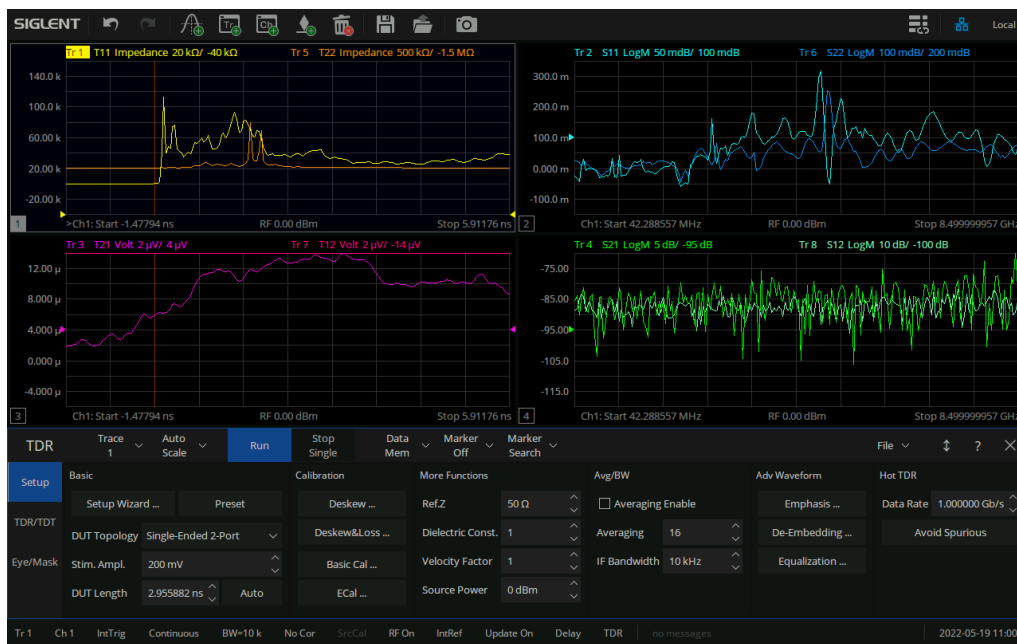 SIGLENT Tr Ch Local
Tr 1 T11 Impedance 20 kΩ/ -40 kΩ Tr 5 T22 Impedance 500 kΩ/ -1.5 MΩ
140.0 k
100.0 k
60.00 k
20.00 k
-20.00 k
1 >Ch1: Start -1.47794 ns RF 0.00 dBm Stop 5.91176 ns
Tr 2 S11 LogM 50 mdB/ 100 mdB Tr 6 S22 LogM 100 mdB/ 200 mdB
300.0 m
200.0 m
100.0 m
0.000 m
-100.0 m
2 Ch1: Start 42.288557 MHz RF 0.00 dBm Stop 8.499999957 GHz
Tr 3 T21 Volt 2 µV/ 4 µV Tr 7 T12 Volt 2 µV/ -14 µV
12.00 µ
8.000 µ
4.000 µ
0.000 µ
-4.000 µ
3 Ch1: Start -1.47794 ns RF 0.00 dBm Stop 5.91176 ns
Tr 4 S21 LogM 5 dB/ -95 dB Tr 8 S12 LogM 10 dB/ -100 dB
-75.00
-85.00
-95.00
-105.0
-115.0
4 Ch1: Start 42.288557 MHz RF 0.00 dBm Stop 8.499999957 GHz
TDR Trace 1 Auto Scale Run Stop Single Data Mem Marker Off Marker Search File ? X
Setup
TDR/TDT
Eye/Mask
Basic
Setup Wizard ... Preset
DUT Topology Single-Ended 2-Port
Stim. Ampl. 200 mV
DUT Length 2.955882 ns Auto
Calibration
Deskew ...
Deskew&Loss ...
Basic Cal ...
ECal ...
More Functions
Ref.Z 50 Ω
Dielectric Const. 1
Velocity Factor 1
Source Power 0 dBm
Avg/BW
Averaging Enable
Averaging 16
IF Bandwidth 10 kHz
Adv Waveform
Emphasis ...
De-Embedding ...
Equalization ...
Hot TDR
Data Rate 1.000000 Gb/s
Avoid Spurious
Tr 1 Ch 1 IntTrig Continuous BW=10 k No Cor SrcCal RF On IntRef Update On Delay TDR no messages 2022-05-19 11:00